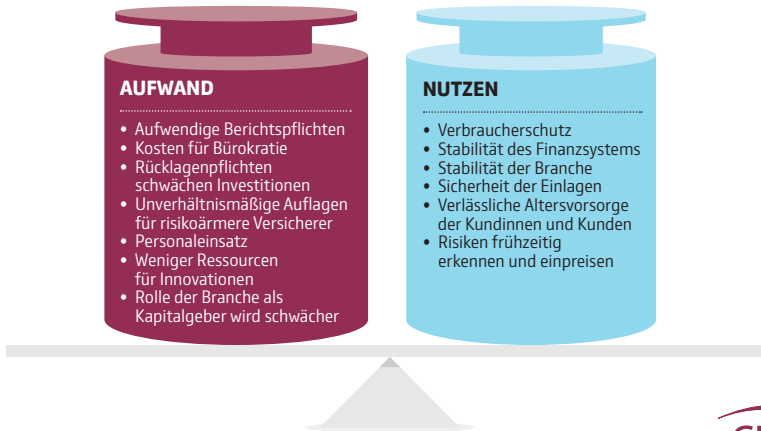 AUFWAND
• Aufwendige Berichtspflichten
• Kosten für Bürokratie
• Rücklagenpflichten
schwächen Investitionen
• Unverhältnismäßige Auflagen
für risikoärmere Versicherer
• Personaleinsatz
• Weniger Ressourcen
für Innovationen
• Rolle der Branche als
Kapitalgeber wird schwächer
NUTZEN
• Verbraucherschutz
• Stabilität des Finanzsystems
• Stabilität der Branche
• Sicherheit der Einlagen
• Verlässliche Altersvorsorge
der Kundinnen und Kunden
• Risiken frühzeitig
erkennen und einpreisen